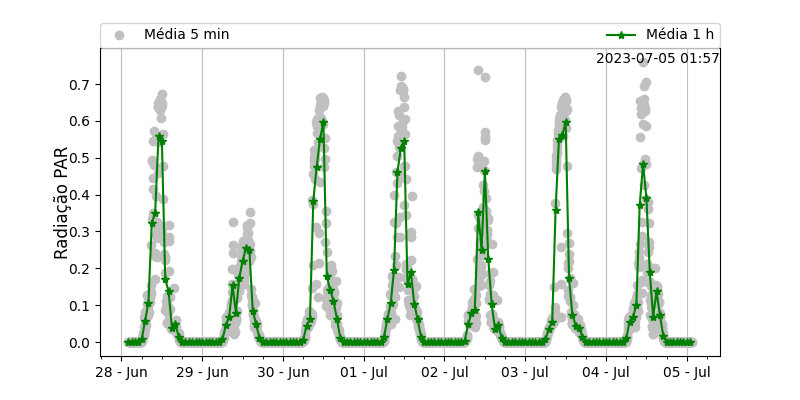 Média 5 min
Média 1 h
2023-07-05 01:57
Radiação PAR
0.7
0.6
0.5
0.4
0.3
0.2
0.1
0.0
28 - Jun
29 - Jun
30 - Jun
01 - Jul
02 - Jul
03 - Jul
04 - Jul
05 - Jul